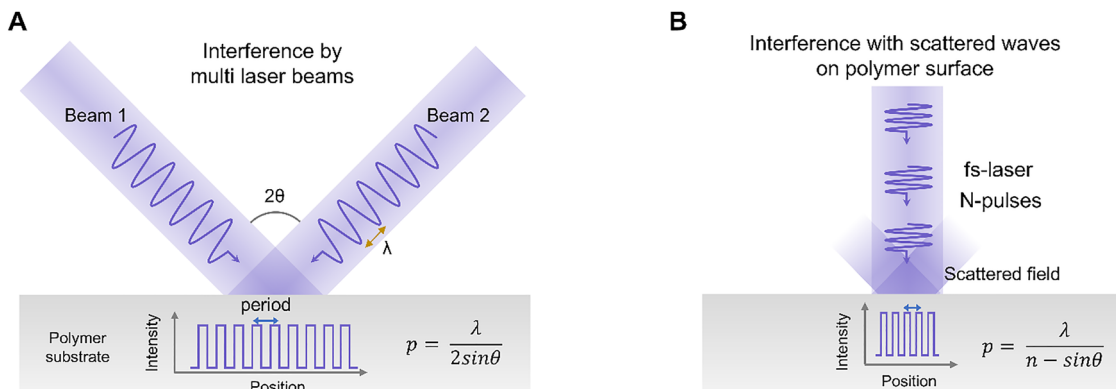 A
Interference by
multi laser beams
Beam 1
Beam 2
2θ
λ
period
Polymer
substrate
Intensity
Position
p = λ / 2sinθ
B
Interference with scattered waves
on polymer surface
fs-laser
N-pulses
Scattered field
Intensity
Position
p = λ / n − sinθ